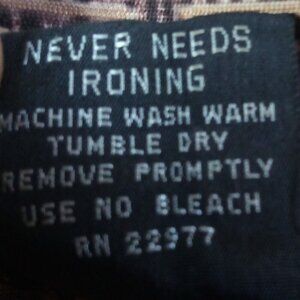 NEVER NEEDS
IRONING
MACHINE WASH WARM
TUMBLE DRY
REMOVE PROMPTLY
USE NO BLEACH
RN 22977